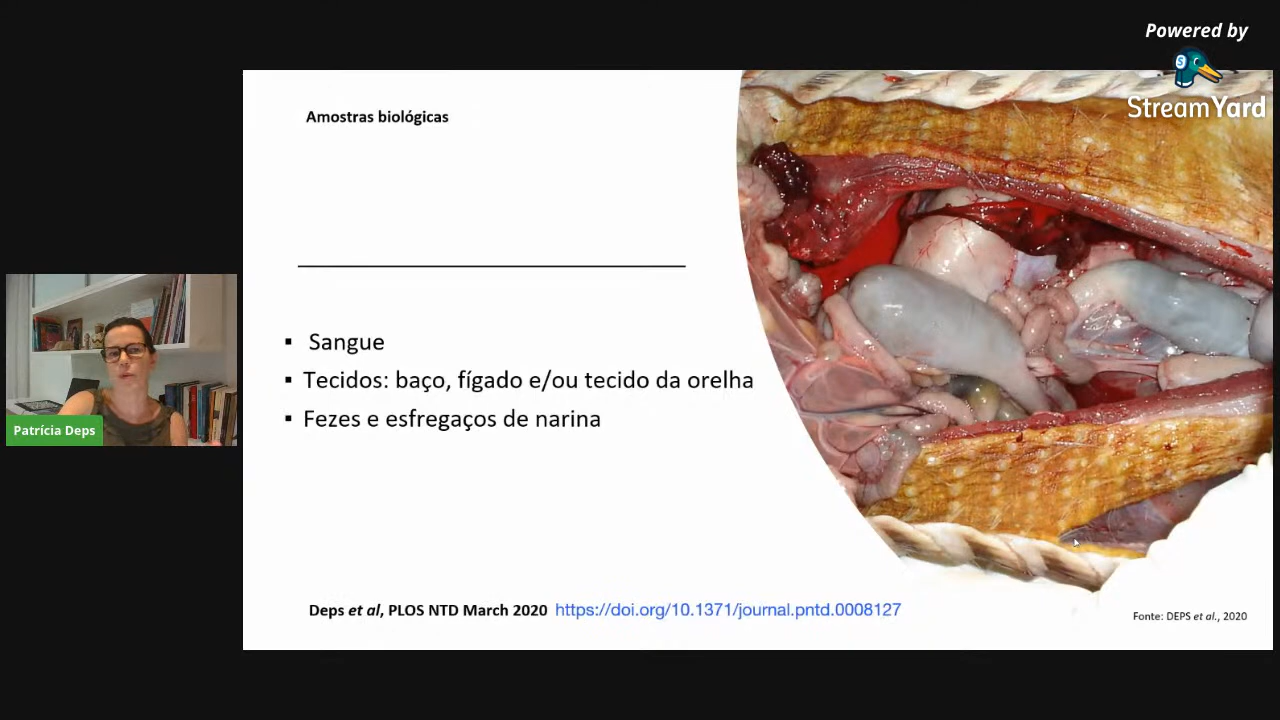 Powered by
StreamYard
Amostras biológicas
▪ Sangue
▪ Tecidos: baço, fígado e/ou tecido da orelha
▪ Fezes e esfregaços de narina
Patrícia Deps
Deps et al, PLOS NTD March 2020 https://doi.org/10.1371/journal.pntd.0008127
Fonte: DEPS et al., 2020